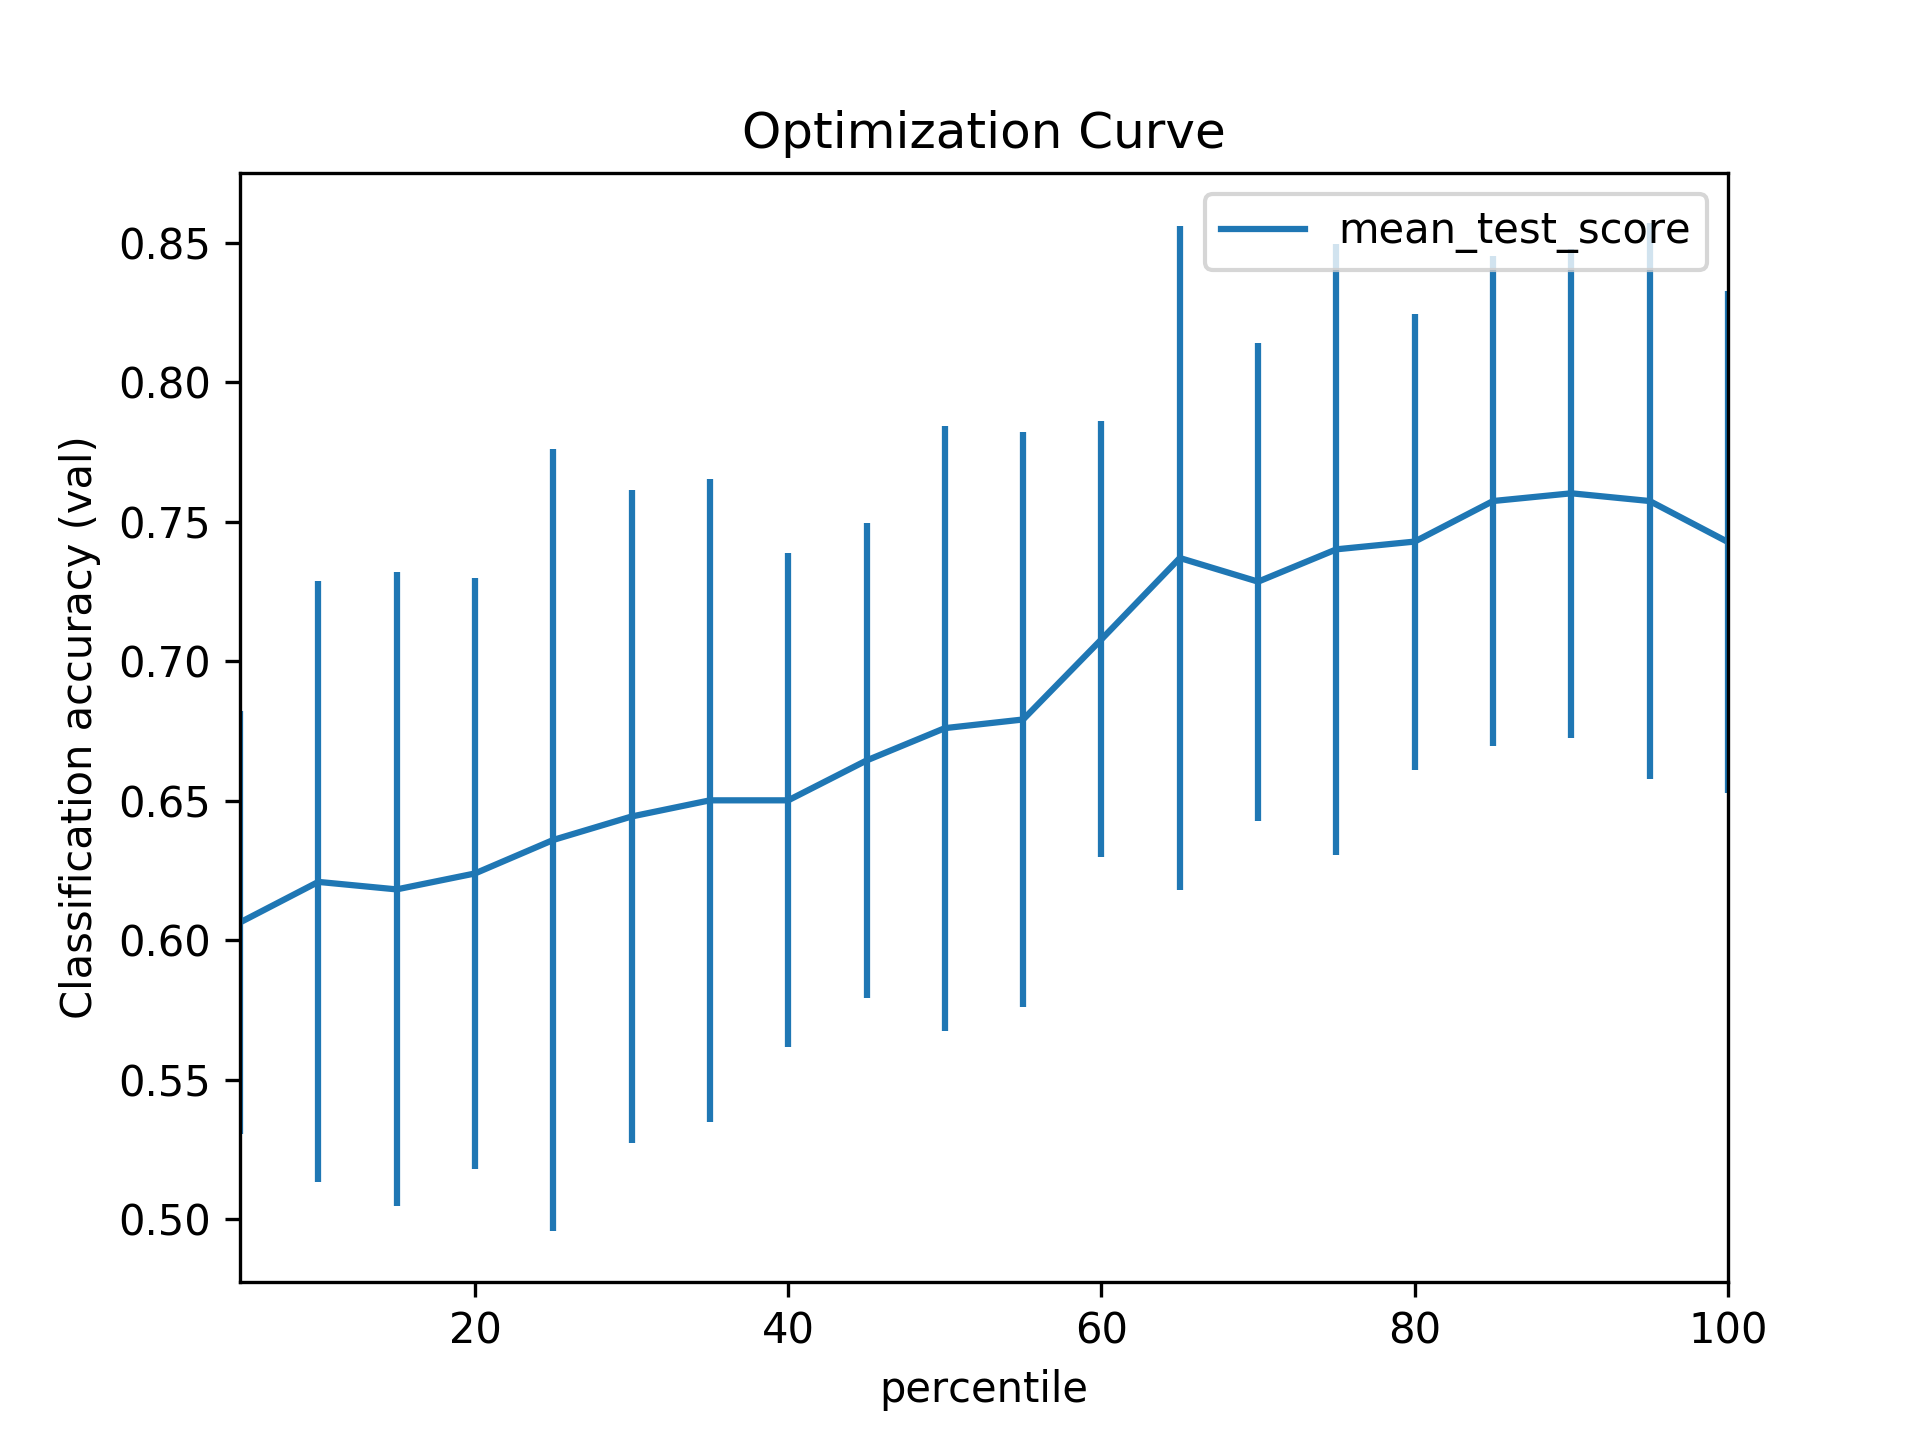 Optimization Curve
mean_test_score
0.85
0.80
0.75
0.70
0.65
0.60
0.55
0.50
Classification accuracy (val)
20 40 60 80 100
percentile